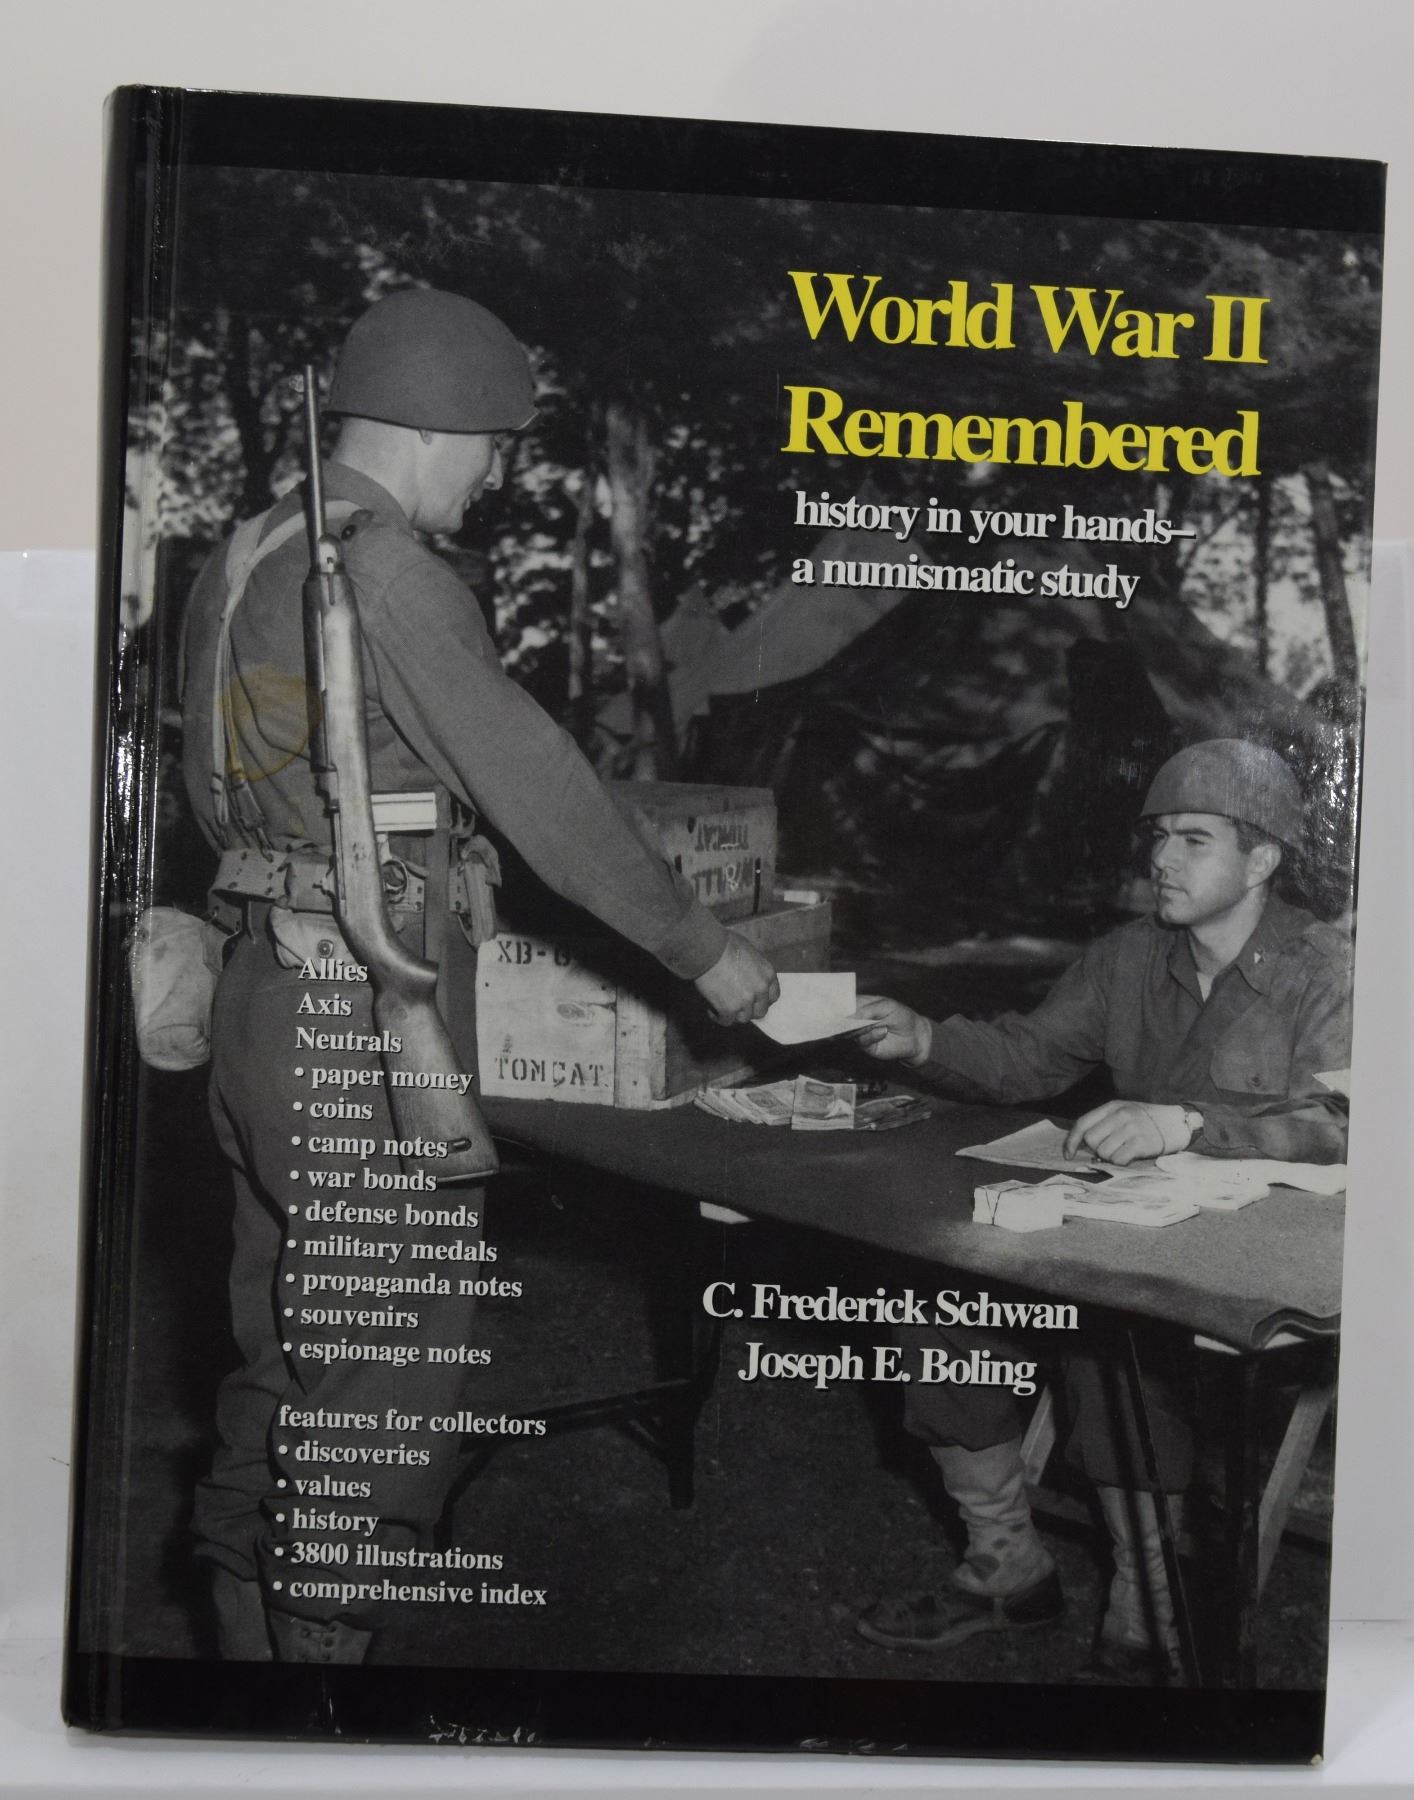 World War II
Remembered
history in your hands–
a numismatic study
XB-
TOMCAT
TOMCAT
Allies
Axis
Neutrals
• paper money
• coins
• camp notes
• war bonds
• defense bonds
• military medals
• propaganda notes
• souvenirs
• espionage notes
features for collectors
• discoveries
• values
• history
• 3800 illustrations
• comprehensive index
C. Frederick Schwan
Joseph E. Boling